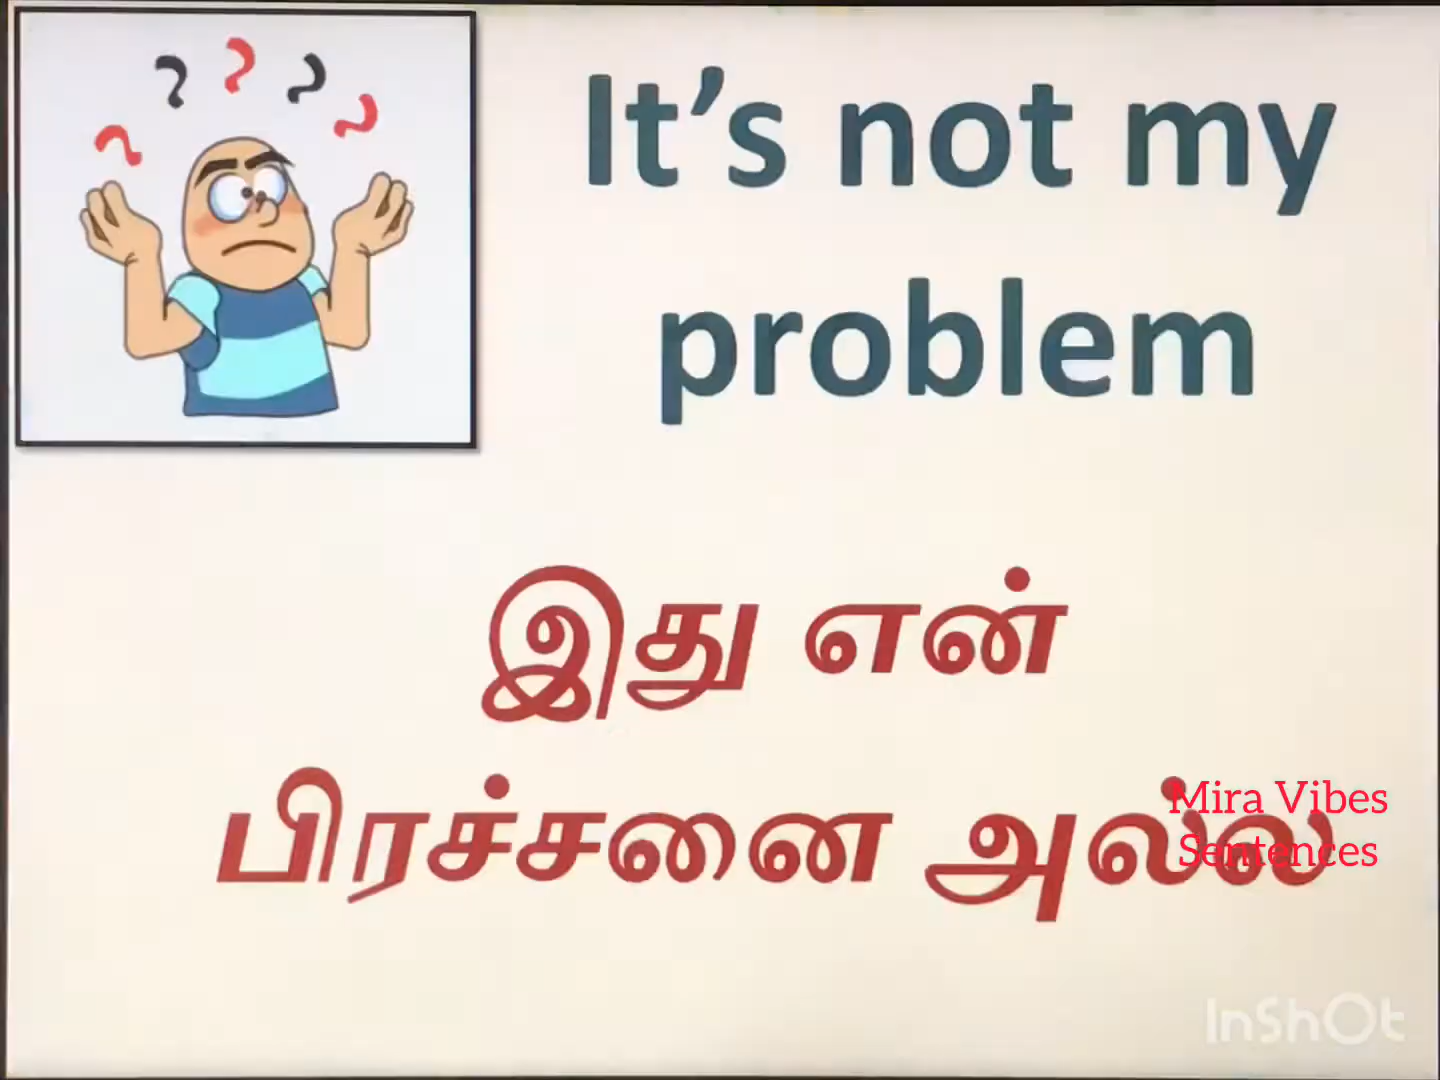 It's not my
problem
இது என்
பிரச்சனை அல்ல
Mira Vibes
Sentences
InShOt